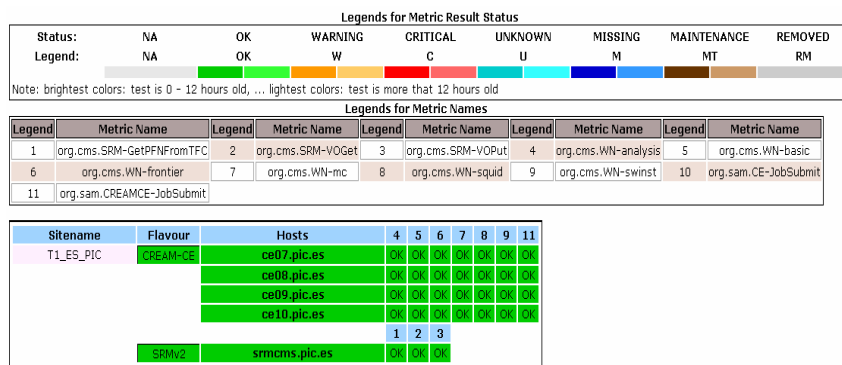 Legends for Metric Result Status
Status: NA OK WARNING CRITICAL UNKNOWN MISSING MAINTENANCE REMOVED
Legend: NA OK W C U M MT RM
Note: brightest colors: test is 0 - 12 hours old, ... lightest colors: test is more that 12 hours old
Legends for Metric Names
Legend Metric Name Legend Metric Name Legend Metric Name Legend Metric Name Legend Metric Name
1 org.cms.SRM-GetPFNFromTFC 2 org.cms.SRM-VOGet 3 org.cms.SRM-VOPut 4 org.cms.WN-analysis 5 org.cms.WN-basic
6 org.cms.WN-frontier 7 org.cms.WN-mc 8 org.cms.WN-squid 9 org.cms.WN-swinst 10 org.sam.CE-JobSubmit
11 org.sam.CREAMCE-JobSubmit
Sitename Flavour Hosts 4 5 6 7 8 9 11
T1_ES_PIC CREAM-CE ce07.pic.es OK OK OK OK OK OK OK
ce08.pic.es OK OK OK OK OK OK OK
ce09.pic.es OK OK OK OK OK OK OK
ce10.pic.es OK OK OK OK OK OK OK
1 2 3
SRMv2 srmcms.pic.es OK OK OK